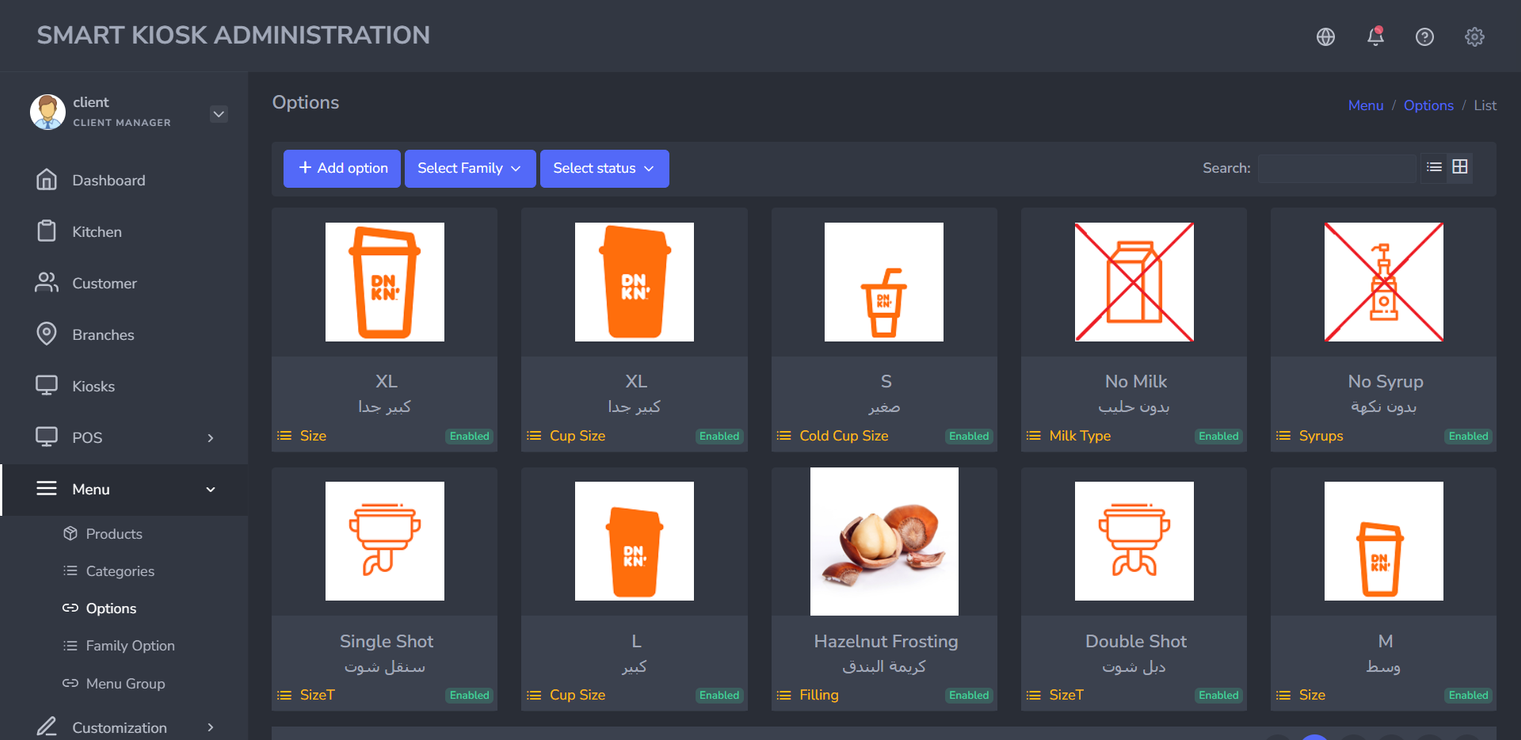 SMART KIOSK ADMINISTRATION
client
CLIENT MANAGER
Dashboard
Kitchen
Customer
Branches
Kiosks
POS
Menu
Products
Categories
Options
Family Option
Menu Group
Customization
Options
Menu / Options / List
+ Add option
Select Family
Select status
Search:
DN
KN'
XL
كبير جدا
Size
Enabled
DN
KN'
XL
كبير جدا
Cup Size
Enabled
DN
KN'
S
صغير
Cold Cup Size
Enabled
No Milk
بدون حليب
Milk Type
Enabled
No Syrup
بدون نكهة
Syrups
Enabled
Single Shot
سنقل شوت
SizeT
Enabled
DN
KN'
L
كبير
Cup Size
Enabled
Hazelnut Frosting
كريمة البندق
Filling
Enabled
Double Shot
دبل شوت
SizeT
Enabled
DN
KN'
M
وسط
Size
Enabled